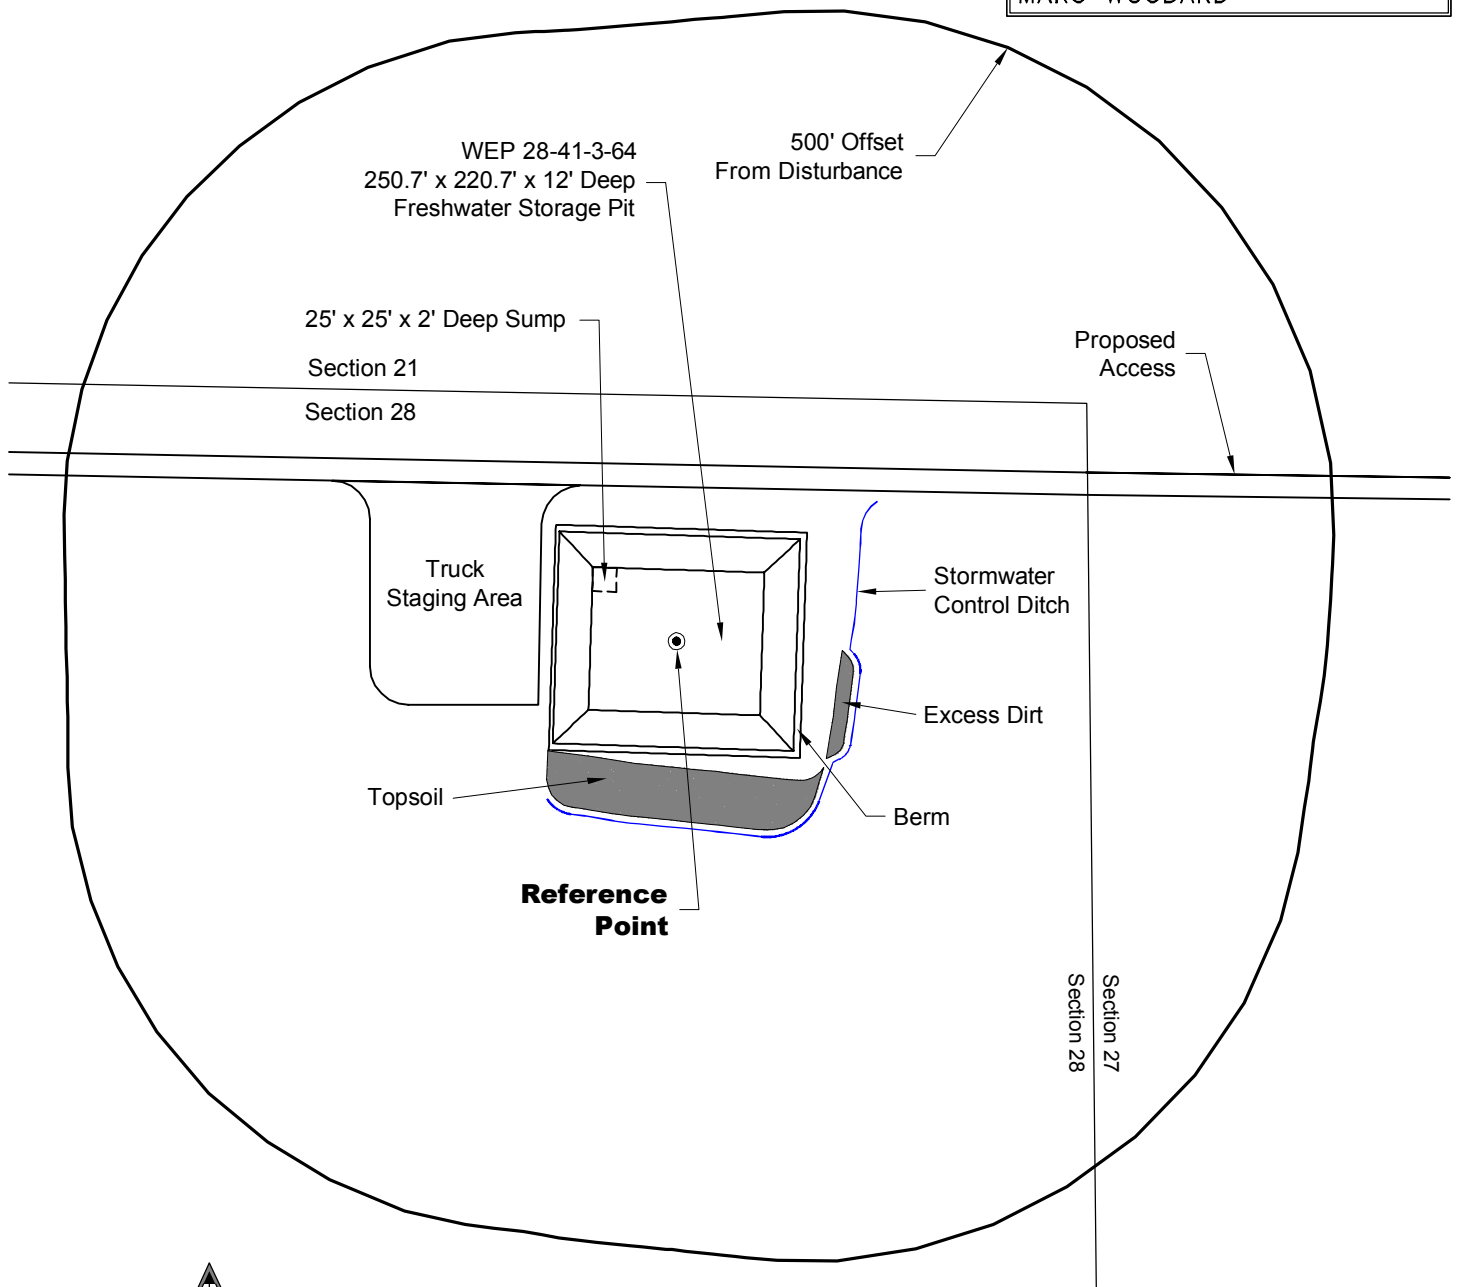 MARC WOODARD
500' Offset
From Disturbance
WEP 28-41-3-64
250.7' x 220.7' x 12' Deep
Freshwater Storage Pit
25' x 25' x 2' Deep Sump
Section 21
Section 28
Proposed
Access
Truck
Staging Area
Stormwater
Control Ditch
Excess Dirt
Topsoil
Berm
Reference
Point
Section 27
Section 28